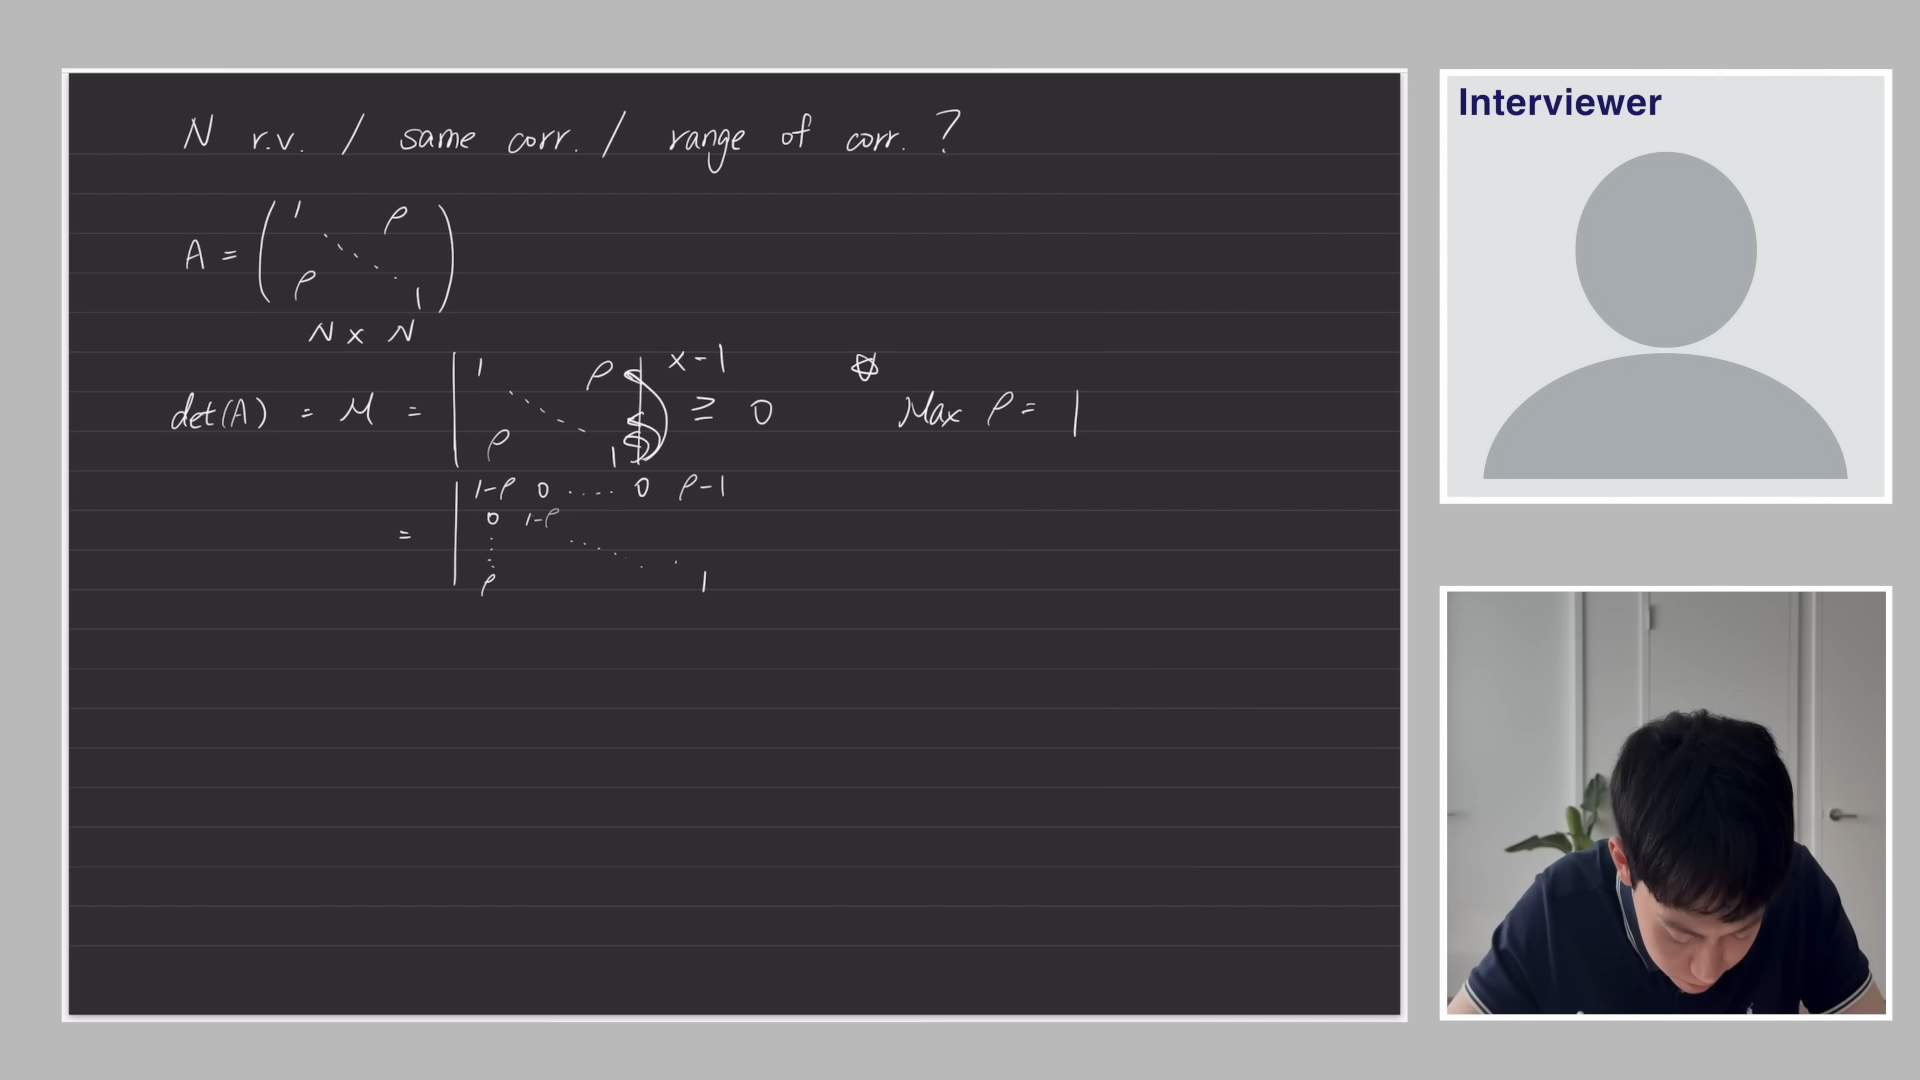 Interviewer
N r.v. / same corr. / range of corr. ?
A = ( 1 ρ
ρ 1 )
N x N
det(A) = M = | 1 ρ ρ 1 | ≥ 0
x - 1
☆ Max ρ = 1
= | 1-ρ 0 .... 0 ρ-1
0 1-ρ
ρ 1